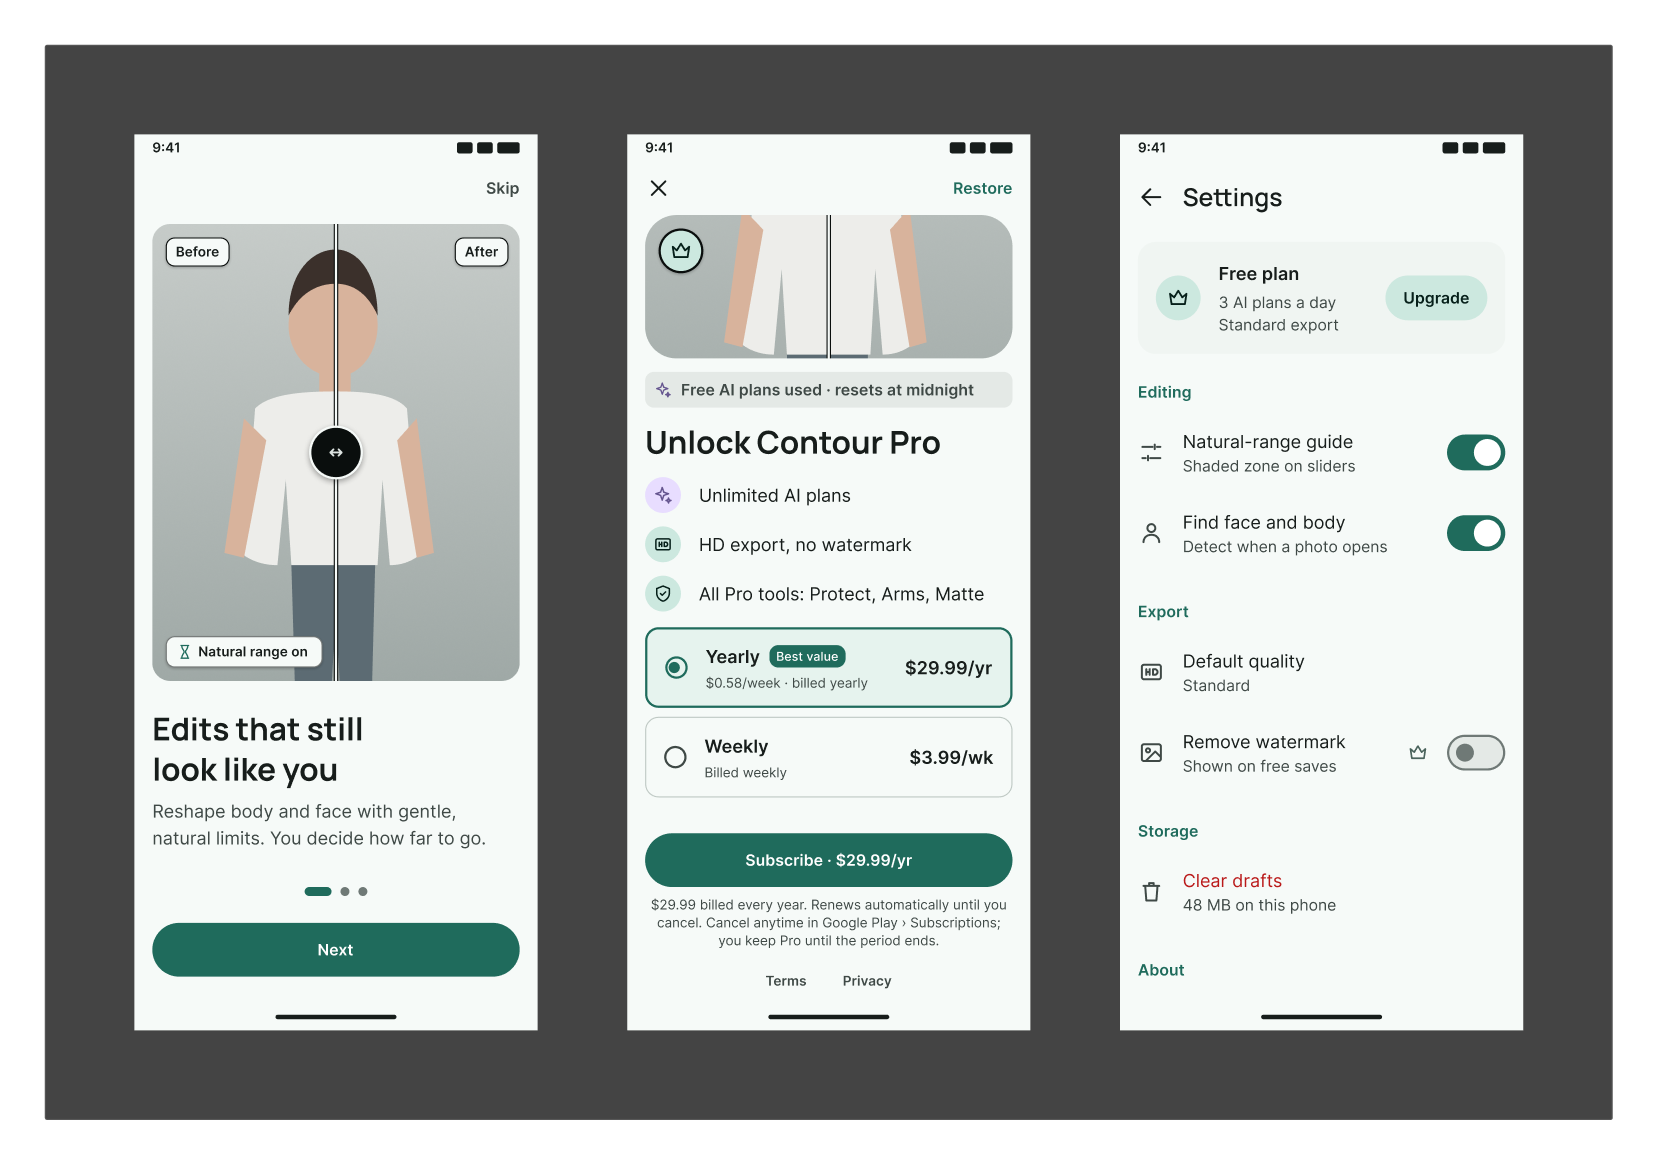 9:41
Skip
Before
After
Natural range on
Edits that still
look like you
Reshape body and face with gentle,
natural limits. You decide how far to go.
Next
9:41
Restore
Free AI plans used · resets at midnight
Unlock Contour Pro
Unlimited AI plans
HD
HD export, no watermark
All Pro tools: Protect, Arms, Matte
Yearly
Best value
$0.58/week · billed yearly
$29.99/yr
Weekly
Billed weekly
$3.99/wk
Subscribe · $29.99/yr
$29.99 billed every year. Renews automatically until you
cancel. Cancel anytime in Google Play › Subscriptions;
you keep Pro until the period ends.
Terms
Privacy
9:41
Settings
Free plan
3 AI plans a day
Standard export
Upgrade
Editing
Natural-range guide
Shaded zone on sliders
Find face and body
Detect when a photo opens
Export
HD
Default quality
Standard
Remove watermark
Shown on free saves
Storage
Clear drafts
48 MB on this phone
About